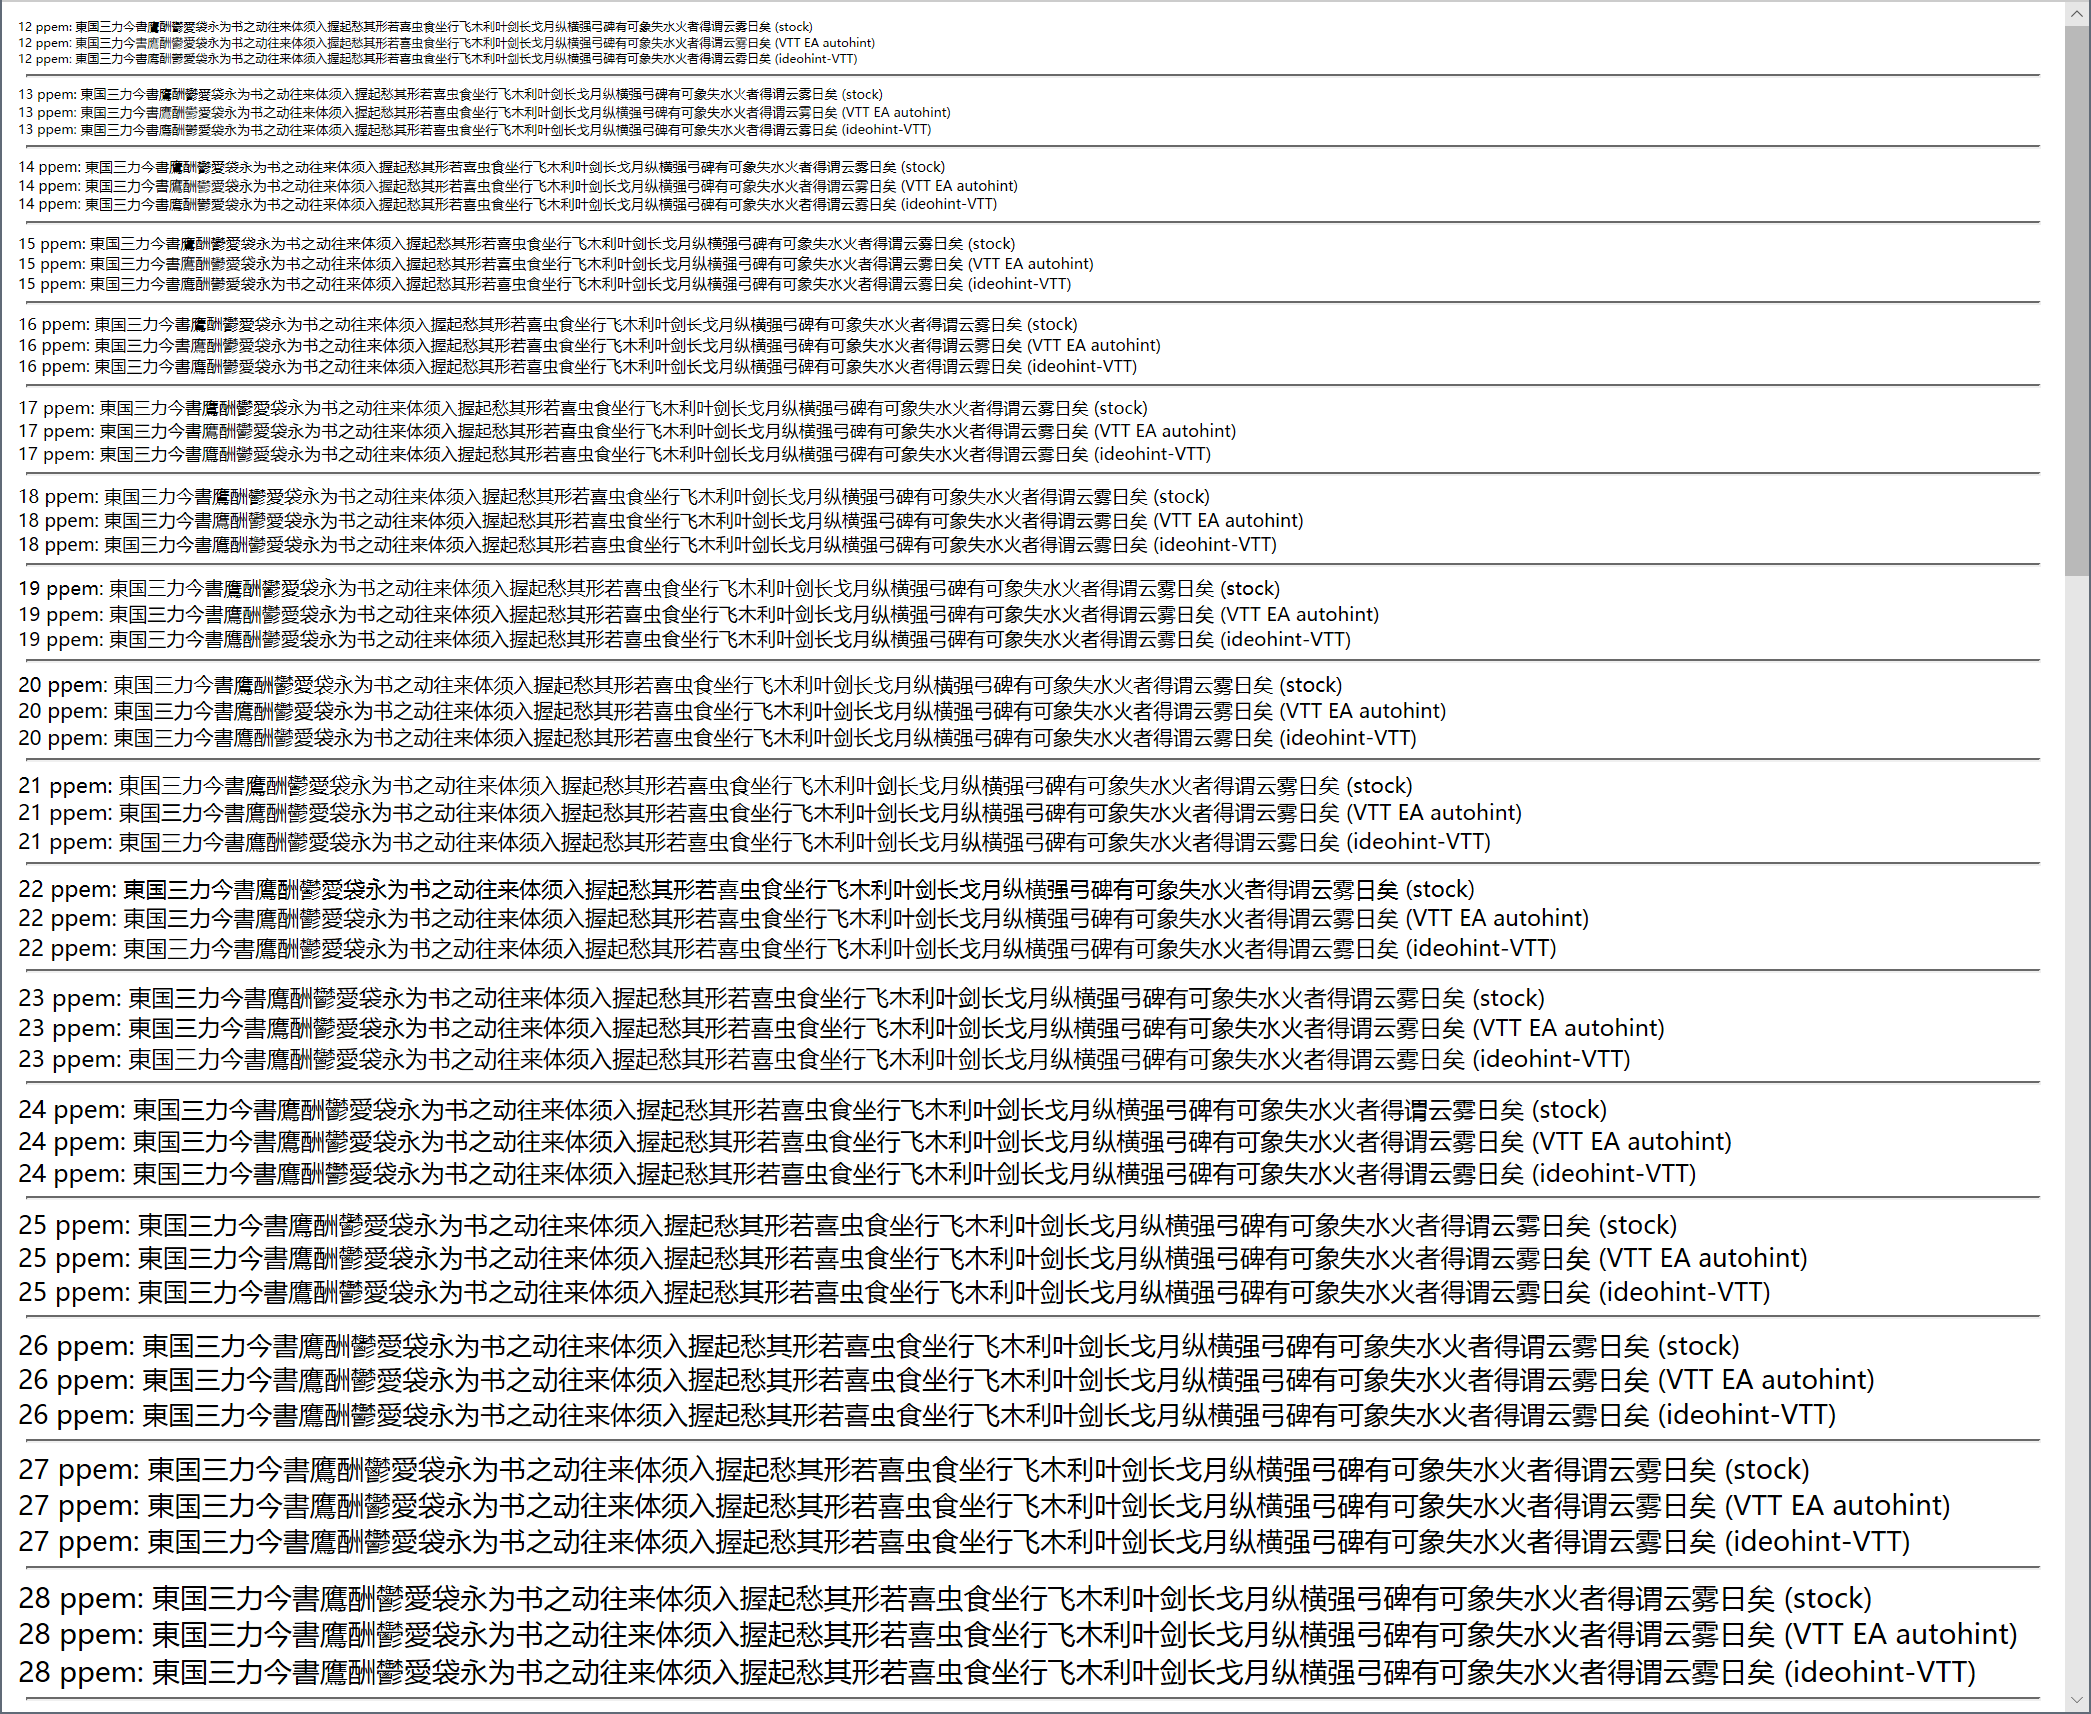 12 ppem: 東国三力今書鷹酬鬱愛袋永为书之动往来体须入握起愁其形若喜虫食坐行飞木利叶剑长戈月纵横强弓碑有可象失水火者得谓云雾日矣 (stock)
12 ppem: 東国三力今書鷹酬鬱愛袋永为书之动往来体须入握起愁其形若喜虫食坐行飞木利叶剑长戈月纵横强弓碑有可象失水火者得谓云雾日矣 (VTT EA autohint)
12 ppem: 東国三力今書鷹酬鬱愛袋永为书之动往来体须入握起愁其形若喜虫食坐行飞木利叶剑长戈月纵横强弓碑有可象失水火者得谓云雾日矣 (ideohint-VTT)
13 ppem: 東国三力今書鷹酬鬱愛袋永为书之动往来体须入握起愁其形若喜虫食坐行飞木利叶剑长戈月纵横强弓碑有可象失水火者得谓云雾日矣 (stock)
13 ppem: 東国三力今書鷹酬鬱愛袋永为书之动往来体须入握起愁其形若喜虫食坐行飞木利叶剑长戈月纵横强弓碑有可象失水火者得谓云雾日矣 (VTT EA autohint)
13 ppem: 東国三力今書鷹酬鬱愛袋永为书之动往来体须入握起愁其形若喜虫食坐行飞木利叶剑长戈月纵横强弓碑有可象失水火者得谓云雾日矣 (ideohint-VTT)
14 ppem: 東国三力今書鷹酬鬱愛袋永为书之动往来体须入握起愁其形若喜虫食坐行飞木利叶剑长戈月纵横强弓碑有可象失水火者得谓云雾日矣 (stock)
14 ppem: 東国三力今書鷹酬鬱愛袋永为书之动往来体须入握起愁其形若喜虫食坐行飞木利叶剑长戈月纵横强弓碑有可象失水火者得谓云雾日矣 (VTT EA autohint)
14 ppem: 東国三力今書鷹酬鬱愛袋永为书之动往来体须入握起愁其形若喜虫食坐行飞木利叶剑长戈月纵横强弓碑有可象失水火者得谓云雾日矣 (ideohint-VTT)
15 ppem: 東国三力今書鷹酬鬱愛袋永为书之动往来体须入握起愁其形若喜虫食坐行飞木利叶剑长戈月纵横强弓碑有可象失水火者得谓云雾日矣 (stock)
15 ppem: 東国三力今書鷹酬鬱愛袋永为书之动往来体须入握起愁其形若喜虫食坐行飞木利叶剑长戈月纵横强弓碑有可象失水火者得谓云雾日矣 (VTT EA autohint)
15 ppem: 東国三力今書鷹酬鬱愛袋永为书之动往来体须入握起愁其形若喜虫食坐行飞木利叶剑长戈月纵横强弓碑有可象失水火者得谓云雾日矣 (ideohint-VTT)
16 ppem: 東国三力今書鷹酬鬱愛袋永为书之动往来体须入握起愁其形若喜虫食坐行飞木利叶剑长戈月纵横强弓碑有可象失水火者得谓云雾日矣 (stock)
16 ppem: 東国三力今書鷹酬鬱愛袋永为书之动往来体须入握起愁其形若喜虫食坐行飞木利叶剑长戈月纵横强弓碑有可象失水火者得谓云雾日矣 (VTT EA autohint)
16 ppem: 東国三力今書鷹酬鬱愛袋永为书之动往来体须入握起愁其形若喜虫食坐行飞木利叶剑长戈月纵横强弓碑有可象失水火者得谓云雾日矣 (ideohint-VTT)
17 ppem: 東国三力今書鷹酬鬱愛袋永为书之动往来体须入握起愁其形若喜虫食坐行飞木利叶剑长戈月纵横强弓碑有可象失水火者得谓云雾日矣 (stock)
17 ppem: 東国三力今書鷹酬鬱愛袋永为书之动往来体须入握起愁其形若喜虫食坐行飞木利叶剑长戈月纵横强弓碑有可象失水火者得谓云雾日矣 (VTT EA autohint)
17 ppem: 東国三力今書鷹酬鬱愛袋永为书之动往来体须入握起愁其形若喜虫食坐行飞木利叶剑长戈月纵横强弓碑有可象失水火者得谓云雾日矣 (ideohint-VTT)
18 ppem: 東国三力今書鷹酬鬱愛袋永为书之动往来体须入握起愁其形若喜虫食坐行飞木利叶剑长戈月纵横强弓碑有可象失水火者得谓云雾日矣 (stock)
18 ppem: 東国三力今書鷹酬鬱愛袋永为书之动往来体须入握起愁其形若喜虫食坐行飞木利叶剑长戈月纵横强弓碑有可象失水火者得谓云雾日矣 (VTT EA autohint)
18 ppem: 東国三力今書鷹酬鬱愛袋永为书之动往来体须入握起愁其形若喜虫食坐行飞木利叶剑长戈月纵横强弓碑有可象失水火者得谓云雾日矣 (ideohint-VTT)
19 ppem: 東国三力今書鷹酬鬱愛袋永为书之动往来体须入握起愁其形若喜虫食坐行飞木利叶剑长戈月纵横强弓碑有可象失水火者得谓云雾日矣 (stock)
19 ppem: 東国三力今書鷹酬鬱愛袋永为书之动往来体须入握起愁其形若喜虫食坐行飞木利叶剑长戈月纵横强弓碑有可象失水火者得谓云雾日矣 (VTT EA autohint)
19 ppem: 東国三力今書鷹酬鬱愛袋永为书之动往来体须入握起愁其形若喜虫食坐行飞木利叶剑长戈月纵横强弓碑有可象失水火者得谓云雾日矣 (ideohint-VTT)
20 ppem: 東国三力今書鷹酬鬱愛袋永为书之动往来体须入握起愁其形若喜虫食坐行飞木利叶剑长戈月纵横强弓碑有可象失水火者得谓云雾日矣 (stock)
20 ppem: 東国三力今書鷹酬鬱愛袋永为书之动往来体须入握起愁其形若喜虫食坐行飞木利叶剑长戈月纵横强弓碑有可象失水火者得谓云雾日矣 (VTT EA autohint)
20 ppem: 東国三力今書鷹酬鬱愛袋永为书之动往来体须入握起愁其形若喜虫食坐行飞木利叶剑长戈月纵横强弓碑有可象失水火者得谓云雾日矣 (ideohint-VTT)
21 ppem: 東国三力今書鷹酬鬱愛袋永为书之动往来体须入握起愁其形若喜虫食坐行飞木利叶剑长戈月纵横强弓碑有可象失水火者得谓云雾日矣 (stock)
21 ppem: 東国三力今書鷹酬鬱愛袋永为书之动往来体须入握起愁其形若喜虫食坐行飞木利叶剑长戈月纵横强弓碑有可象失水火者得谓云雾日矣 (VTT EA autohint)
21 ppem: 東国三力今書鷹酬鬱愛袋永为书之动往来体须入握起愁其形若喜虫食坐行飞木利叶剑长戈月纵横强弓碑有可象失水火者得谓云雾日矣 (ideohint-VTT)
22 ppem: 東国三力今書鷹酬鬱愛袋永为书之动往来体须入握起愁其形若喜虫食坐行飞木利叶剑长戈月纵横强弓碑有可象失水火者得谓云雾日矣 (stock)
22 ppem: 東国三力今書鷹酬鬱愛袋永为书之动往来体须入握起愁其形若喜虫食坐行飞木利叶剑长戈月纵横强弓碑有可象失水火者得谓云雾日矣 (VTT EA autohint)
22 ppem: 東国三力今書鷹酬鬱愛袋永为书之动往来体须入握起愁其形若喜虫食坐行飞木利叶剑长戈月纵横强弓碑有可象失水火者得谓云雾日矣 (ideohint-VTT)
23 ppem: 東国三力今書鷹酬鬱愛袋永为书之动往来体须入握起愁其形若喜虫食坐行飞木利叶剑长戈月纵横强弓碑有可象失水火者得谓云雾日矣 (stock)
23 ppem: 東国三力今書鷹酬鬱愛袋永为书之动往来体须入握起愁其形若喜虫食坐行飞木利叶剑长戈月纵横强弓碑有可象失水火者得谓云雾日矣 (VTT EA autohint)
23 ppem: 東国三力今書鷹酬鬱愛袋永为书之动往来体须入握起愁其形若喜虫食坐行飞木利叶剑长戈月纵横强弓碑有可象失水火者得谓云雾日矣 (ideohint-VTT)
24 ppem: 東国三力今書鷹酬鬱愛袋永为书之动往来体须入握起愁其形若喜虫食坐行飞木利叶剑长戈月纵横强弓碑有可象失水火者得谓云雾日矣 (stock)
24 ppem: 東国三力今書鷹酬鬱愛袋永为书之动往来体须入握起愁其形若喜虫食坐行飞木利叶剑长戈月纵横强弓碑有可象失水火者得谓云雾日矣 (VTT EA autohint)
24 ppem: 東国三力今書鷹酬鬱愛袋永为书之动往来体须入握起愁其形若喜虫食坐行飞木利叶剑长戈月纵横强弓碑有可象失水火者得谓云雾日矣 (ideohint-VTT)
25 ppem: 東国三力今書鷹酬鬱愛袋永为书之动往来体须入握起愁其形若喜虫食坐行飞木利叶剑长戈月纵横强弓碑有可象失水火者得谓云雾日矣 (stock)
25 ppem: 東国三力今書鷹酬鬱愛袋永为书之动往来体须入握起愁其形若喜虫食坐行飞木利叶剑长戈月纵横强弓碑有可象失水火者得谓云雾日矣 (VTT EA autohint)
25 ppem: 東国三力今書鷹酬鬱愛袋永为书之动往来体须入握起愁其形若喜虫食坐行飞木利叶剑长戈月纵横强弓碑有可象失水火者得谓云雾日矣 (ideohint-VTT)
26 ppem: 東国三力今書鷹酬鬱愛袋永为书之动往来体须入握起愁其形若喜虫食坐行飞木利叶剑长戈月纵横强弓碑有可象失水火者得谓云雾日矣 (stock)
26 ppem: 東国三力今書鷹酬鬱愛袋永为书之动往来体须入握起愁其形若喜虫食坐行飞木利叶剑长戈月纵横强弓碑有可象失水火者得谓云雾日矣 (VTT EA autohint)
26 ppem: 東国三力今書鷹酬鬱愛袋永为书之动往来体须入握起愁其形若喜虫食坐行飞木利叶剑长戈月纵横强弓碑有可象失水火者得谓云雾日矣 (ideohint-VTT)
27 ppem: 東国三力今書鷹酬鬱愛袋永为书之动往来体须入握起愁其形若喜虫食坐行飞木利叶剑长戈月纵横强弓碑有可象失水火者得谓云雾日矣 (stock)
27 ppem: 東国三力今書鷹酬鬱愛袋永为书之动往来体须入握起愁其形若喜虫食坐行飞木利叶剑长戈月纵横强弓碑有可象失水火者得谓云雾日矣 (VTT EA autohint)
27 ppem: 東国三力今書鷹酬鬱愛袋永为书之动往来体须入握起愁其形若喜虫食坐行飞木利叶剑长戈月纵横强弓碑有可象失水火者得谓云雾日矣 (ideohint-VTT)
28 ppem: 東国三力今書鷹酬鬱愛袋永为书之动往来体须入握起愁其形若喜虫食坐行飞木利叶剑长戈月纵横强弓碑有可象失水火者得谓云雾日矣 (stock)
28 ppem: 東国三力今書鷹酬鬱愛袋永为书之动往来体须入握起愁其形若喜虫食坐行飞木利叶剑长戈月纵横强弓碑有可象失水火者得谓云雾日矣 (VTT EA autohint)
28 ppem: 東国三力今書鷹酬鬱愛袋永为书之动往来体须入握起愁其形若喜虫食坐行飞木利叶剑长戈月纵横强弓碑有可象失水火者得谓云雾日矣 (ideohint-VTT)